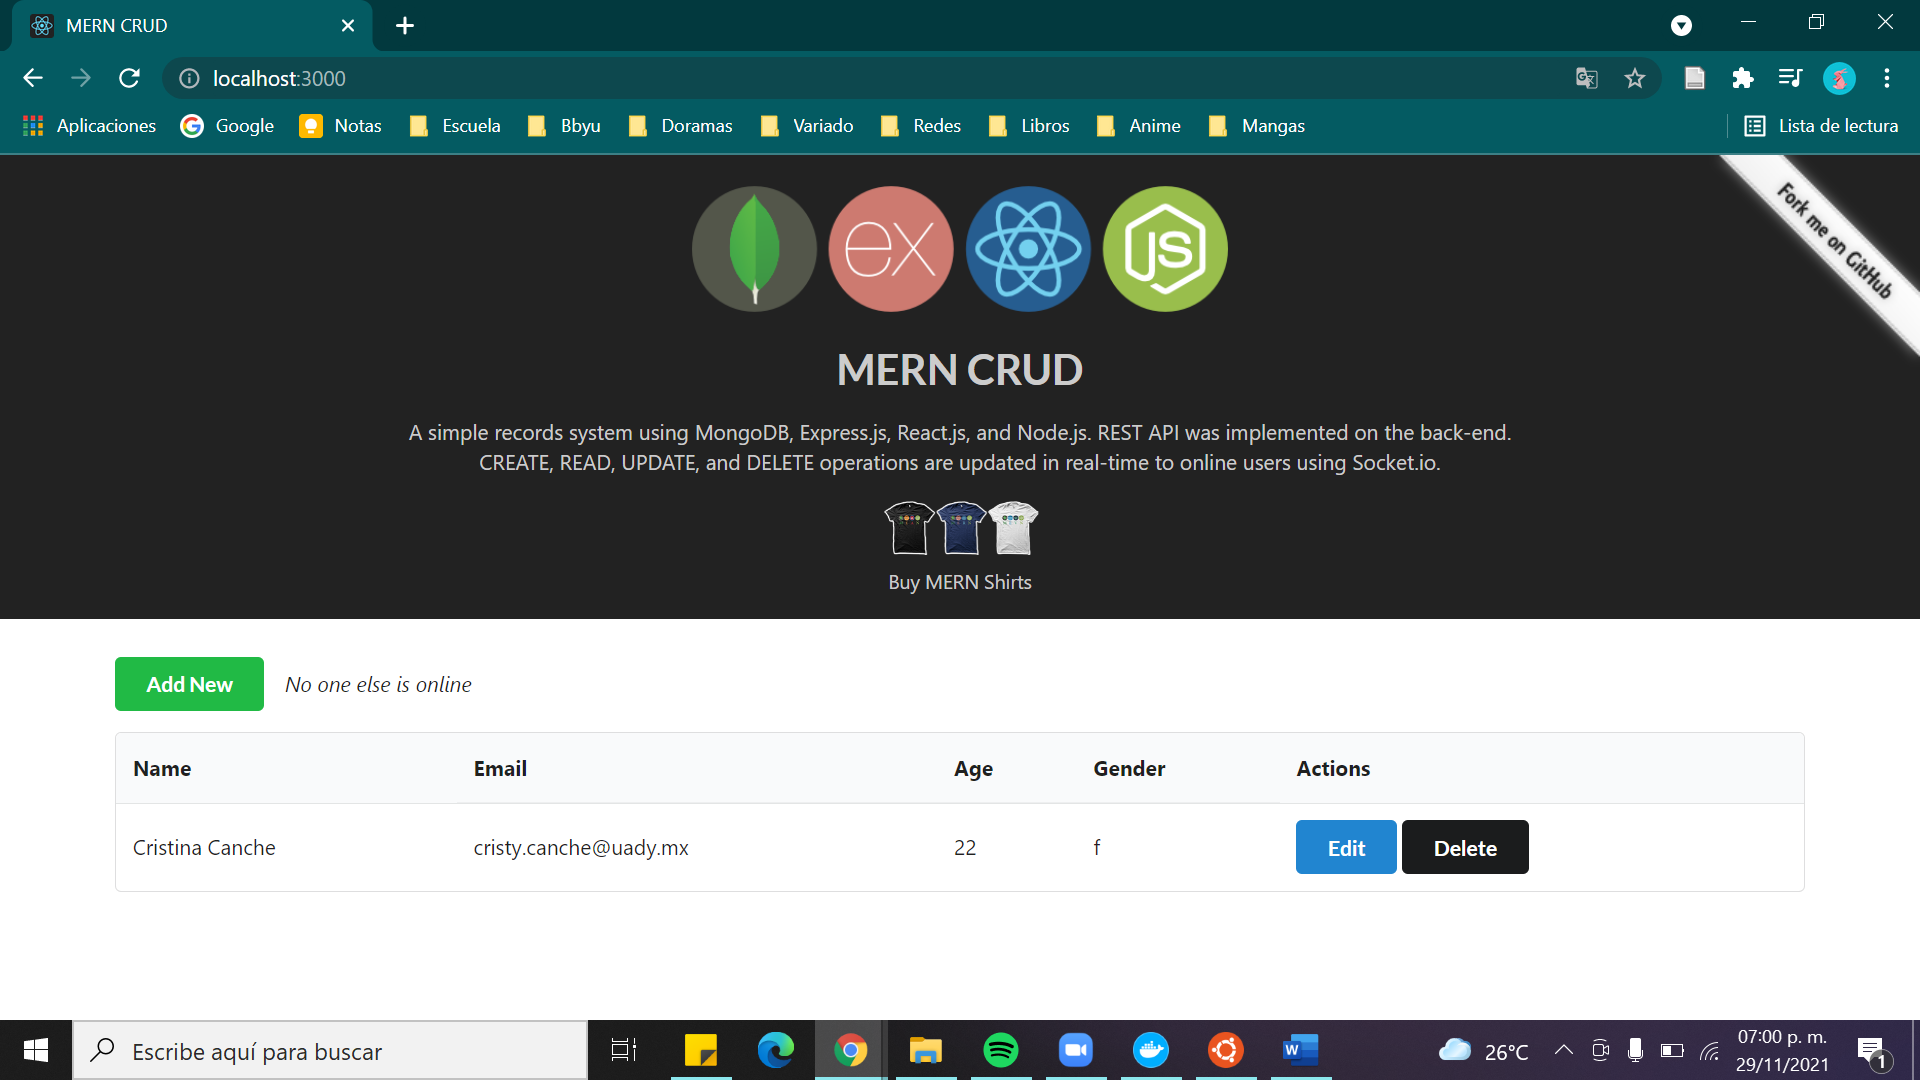 MERN CRUD
localhost:3000
Aplicaciones Google Notas Escuela Bbyu Doramas Variado Redes Libros Anime Mangas Lista de lectura
ex JS
Fork me on GitHub
MERN CRUD
A simple records system using MongoDB, Express.js, React.js, and Node.js. REST API was implemented on the back-end.
CREATE, READ, UPDATE, and DELETE operations are updated in real-time to online users using Socket.io.
Buy MERN Shirts
Add New No one else is online
Name Email Age Gender Actions
Cristina Canche cristy.canche@uady.mx 22 f Edit Delete
Escribe aquí para buscar
W
26°C
07:00 p. m.
29/11/2021
1